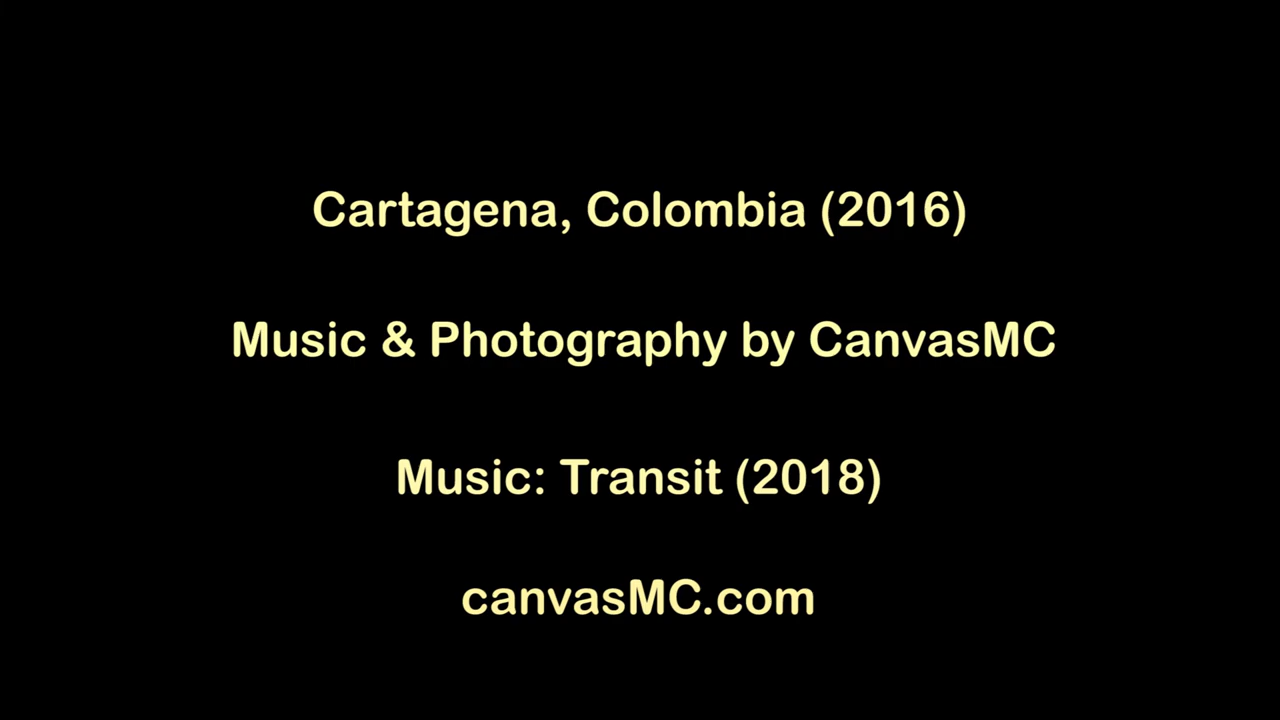 Cartagena, Colombia (2016)
Music & Photography by CanvasMC
Music: Transit (2018)
canvasMC.com